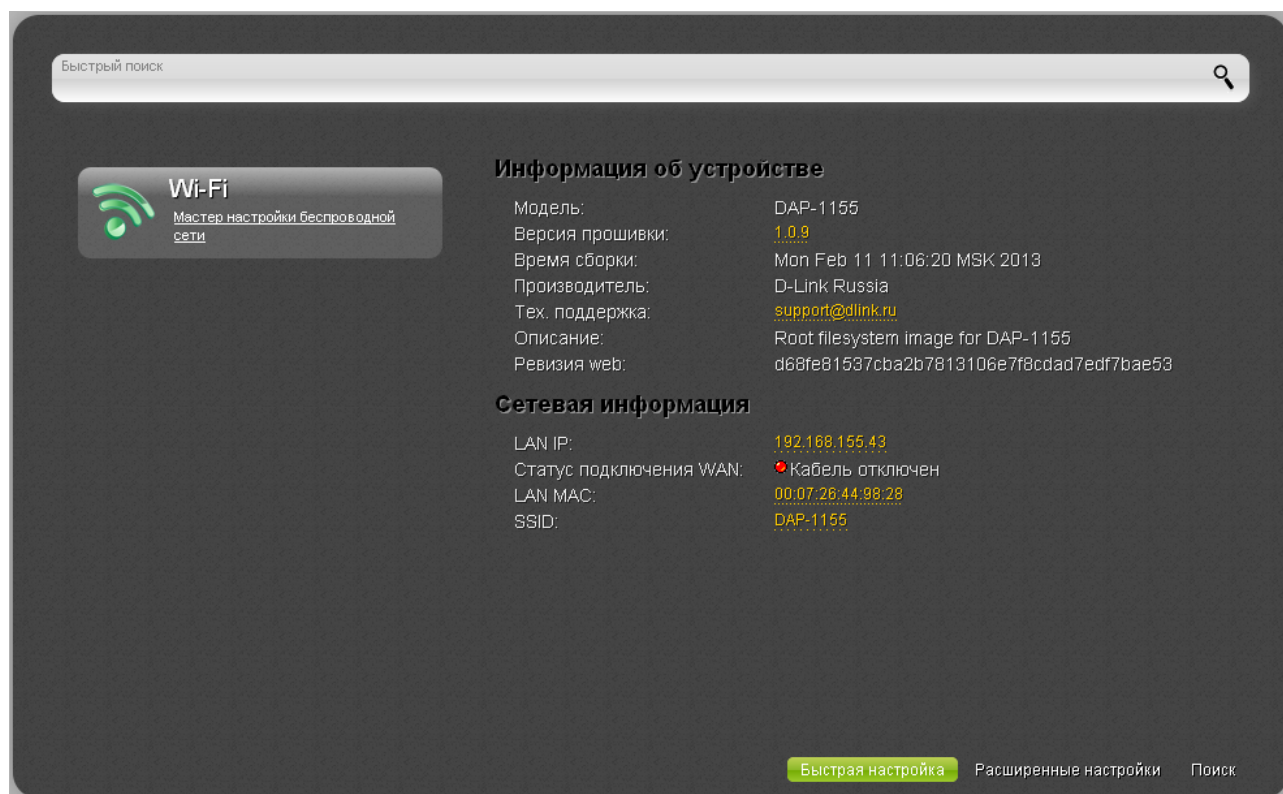 Быстрый поиск
Wi-Fi
Мастер настройки беспроводной
сети
Информация об устройстве
Модель: DAP-1155
Версия прошивки: 1.0.9
Время сборки: Mon Feb 11 11:06:20 MSK 2013
Производитель: D-Link Russia
Тех. поддержка: support@dlink.ru
Описание: Root filesystem image for DAP-1155
Ревизия web: d68fe81537cba2b7813106e7f8cdad7edf7bae53
Сетевая информация
LAN IP: 192.168.155.43
Статус подключения WAN: Кабель отключен
LAN MAC: 00:07:26:44:98:28
SSID: DAP-1155
Быстрая настройка Расширенные настройки Поиск